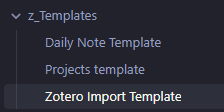 z_Templates
Daily Note Template
Projects template
Zotero Import Template